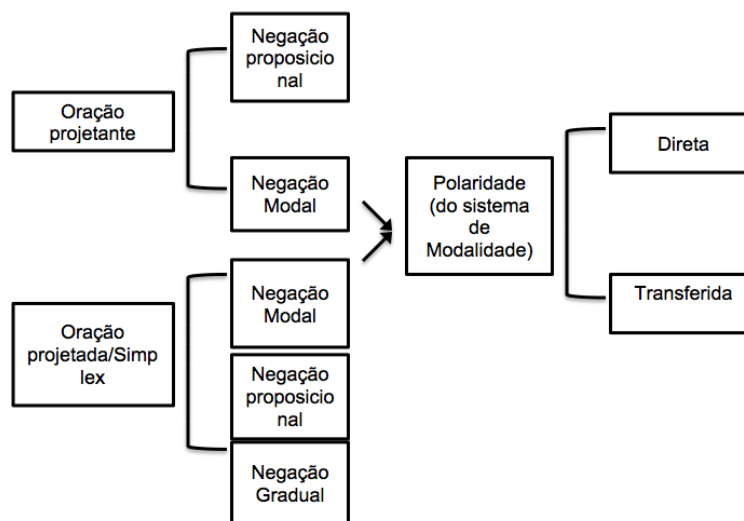 Negação
proposicio
nal
Oração
projetante
Negação
Modal
Polaridade
(do sistema
de
Modalidade)
Direta
Transferida
Negação
Modal
Oração
projetada/Simp
lex
Negação
proposicio
nal
Negação
Gradual